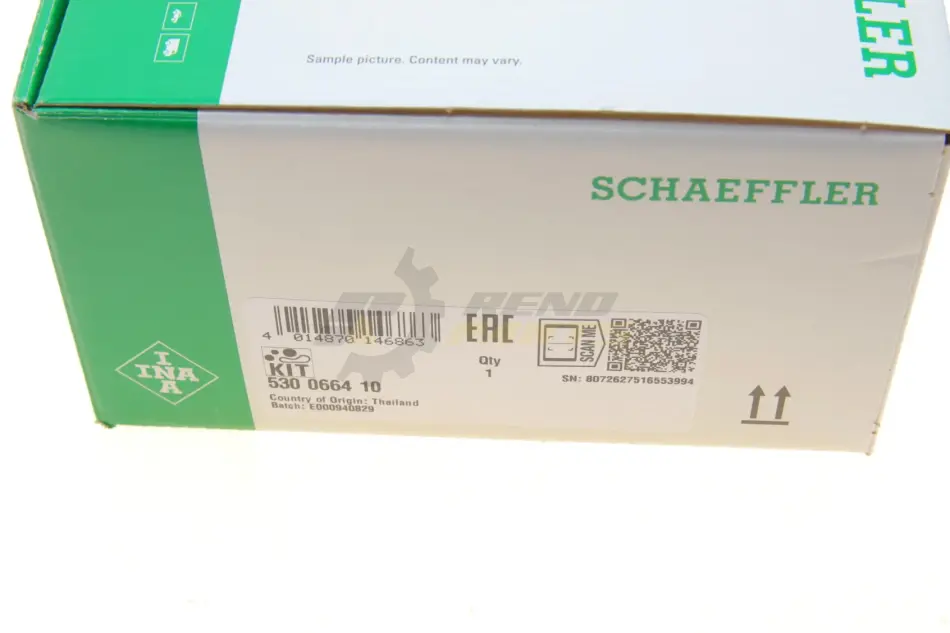 LER
Sample picture. Content may vary.
SCHAEFFLER
REND
4 014870 146863
EAC
Qty
1
SCAN ME
SN: 8072627516553994
KIT
530 0664 10
Country of Origin: Thailand
Batch: E000940829
I
INA
A